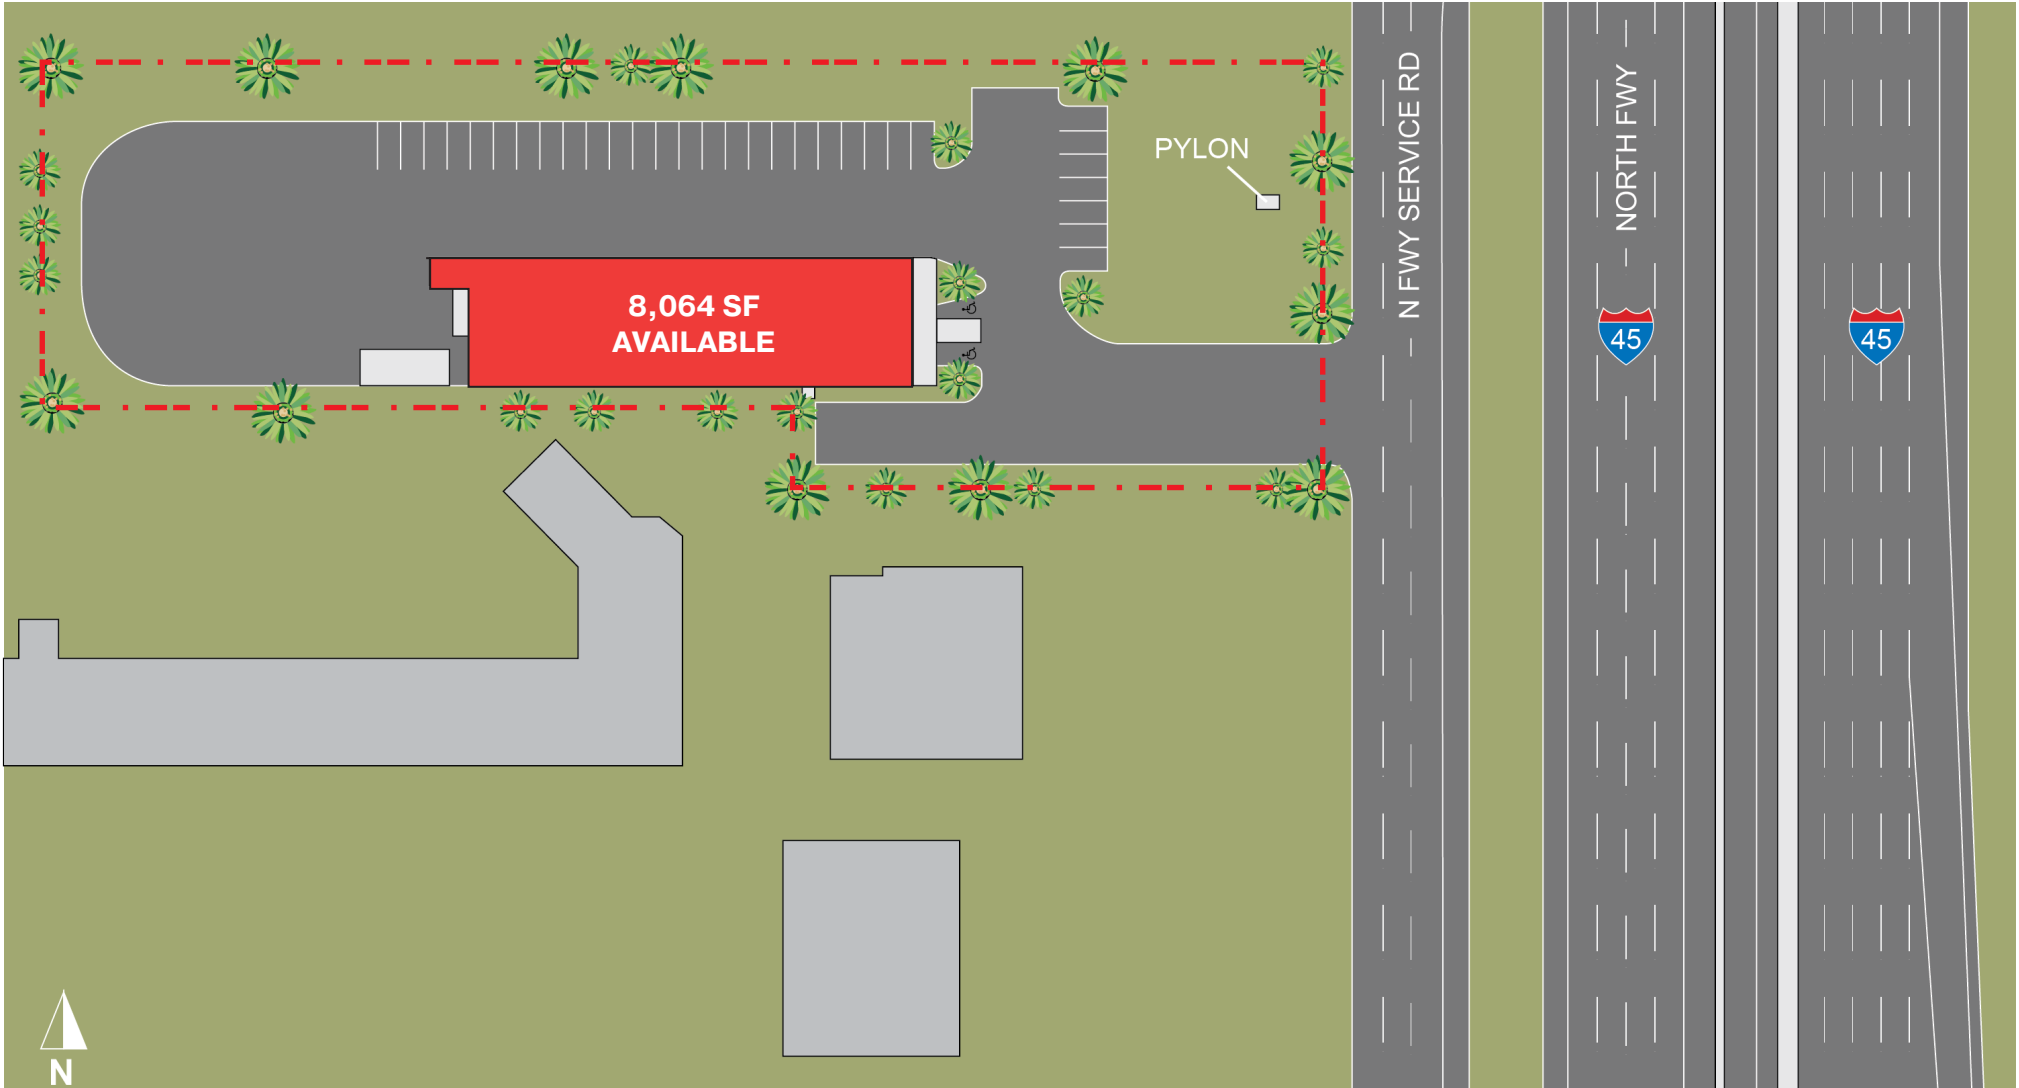 N FWY SERVICE RD
NORTH FWY
PYLON
8,064 SF
AVAILABLE
45
45
N